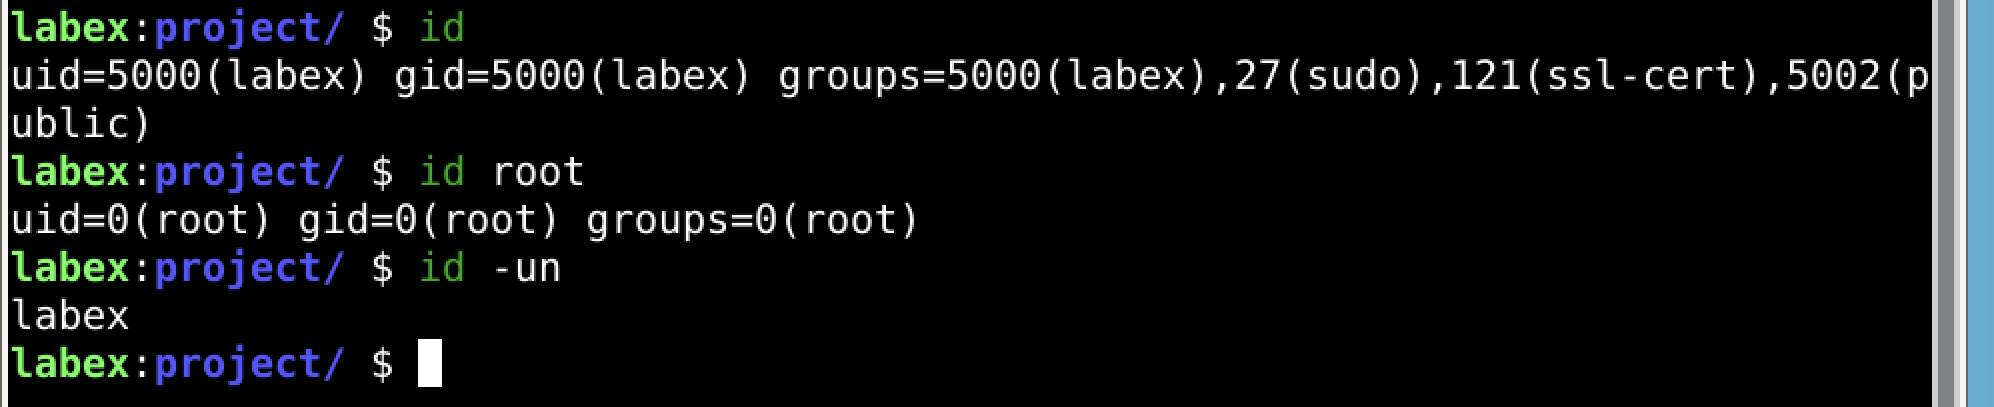 labex:project/ $ id
uid=5000(labex) gid=5000(labex) groups=5000(labex),27(sudo),121(ssl-cert),5002(p
ublic)
labex:project/ $ id root
uid=0(root) gid=0(root) groups=0(root)
labex:project/ $ id -un
labex
labex:project/ $